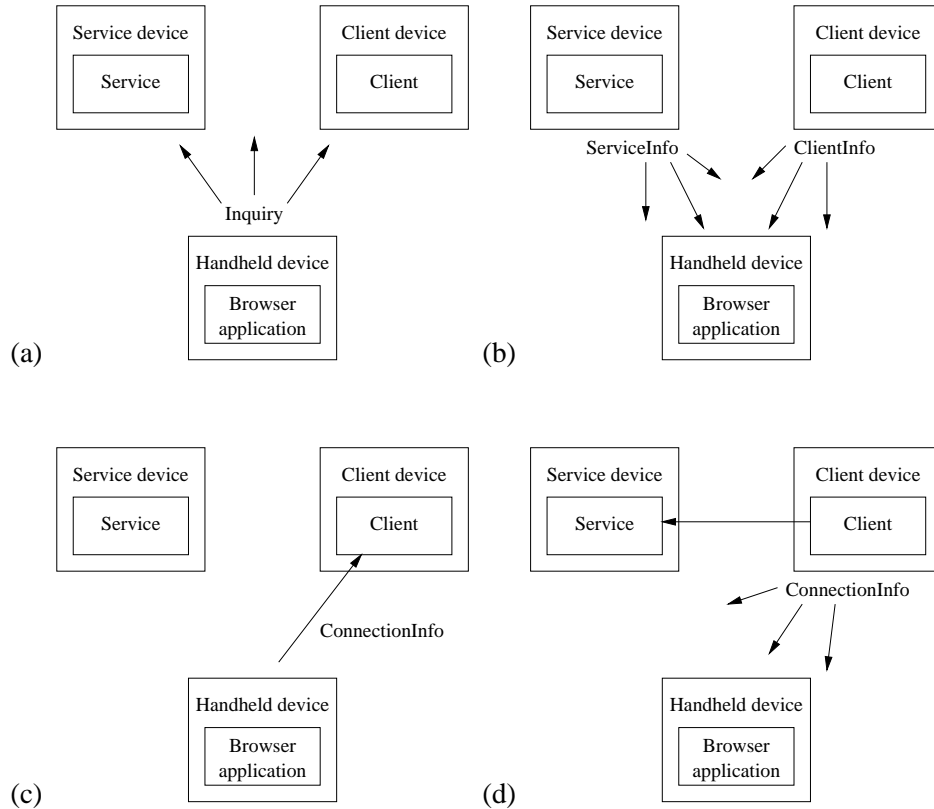 Service device
Service
Client device
Client
Inquiry
Handheld device
Browser
application
(a)
Service device
Service
Client device
Client
ServiceInfo
ClientInfo
Handheld device
Browser
application
(b)
Service device
Service
Client device
Client
ConnectionInfo
Handheld device
Browser
application
(c)
Service device
Service
Client device
Client
ConnectionInfo
Handheld device
Browser
application
(d)